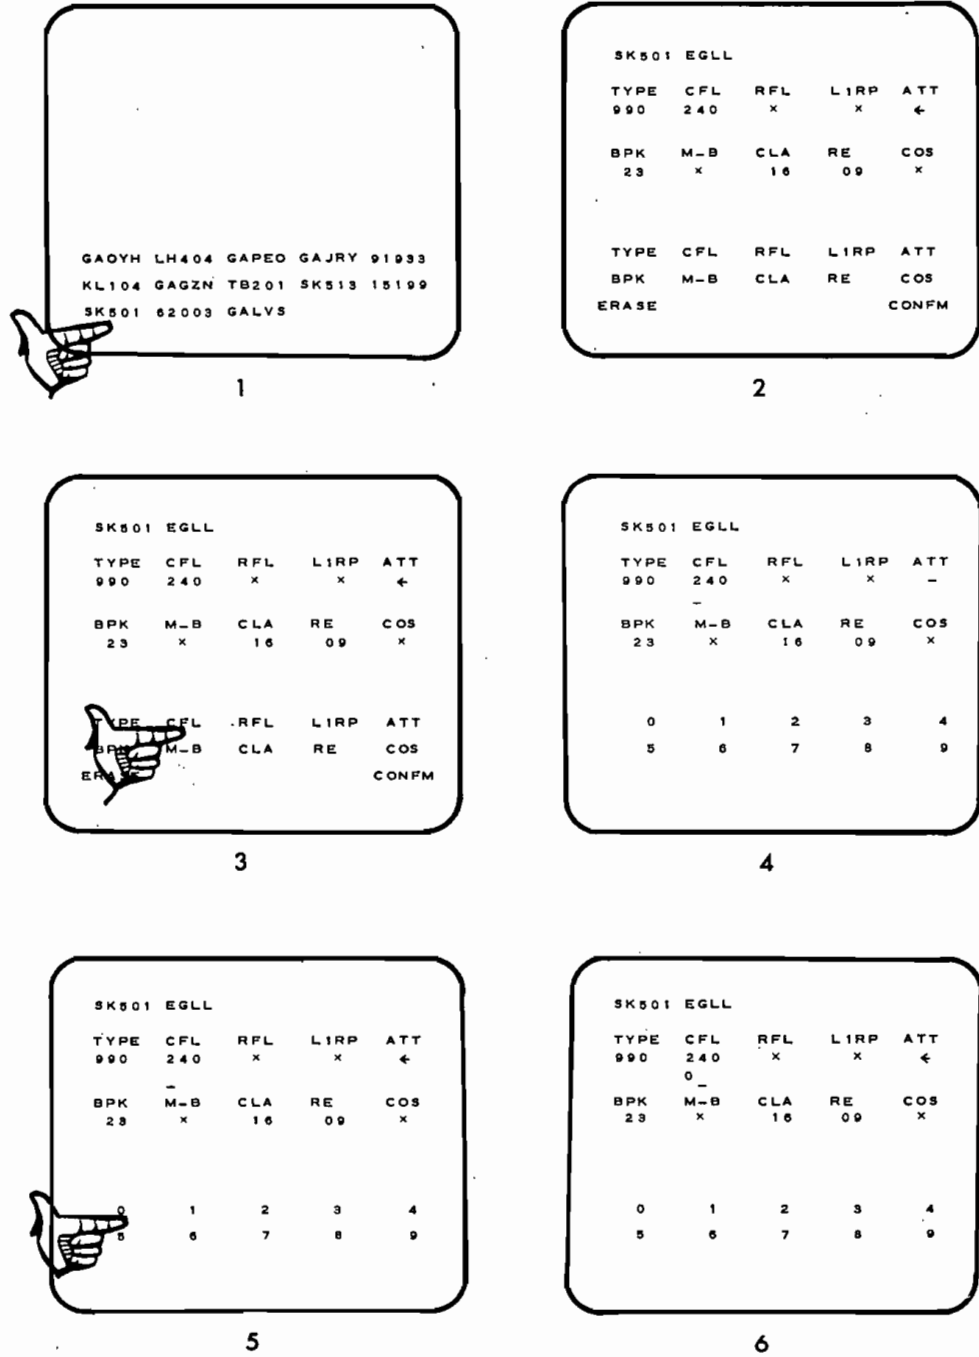 GAOYH LH404 GAPEO GAJRY 91933
KL104 GAGZN TB201 SK513 15199
SK501 62003 GALVS
1
SK501 EGLL
TYPE CFL RFL L1RP ATT
990 240 × × ←
BPK M–B CLA RE COS
23 × 16 09 ×
TYPE CFL RFL L1RP ATT
BPK M–B CLA RE COS
ERASE CONFM
2
SK501 EGLL
TYPE CFL RFL L1RP ATT
990 240 × × ←
BPK M–B CLA RE COS
23 × 16 09 ×
TYPE CFL RFL L1RP ATT
BPK M–B CLA RE COS
ERASE CONFM
3
SK501 EGLL
TYPE CFL RFL L1RP ATT
990 240 × × –
_
BPK M–B CLA RE COS
23 × 16 09 ×
0 1 2 3 4
5 6 7 8 9
4
SK501 EGLL
TYPE CFL RFL L1RP ATT
990 240 × × ←
_
BPK M–B CLA RE COS
23 × 16 09 ×
0 1 2 3 4
5 6 7 8 9
5
SK501 EGLL
TYPE CFL RFL L1RP ATT
990 240 × × ←
0_
BPK M–B CLA RE COS
23 × 16 09 ×
0 1 2 3 4
5 6 7 8 9
6